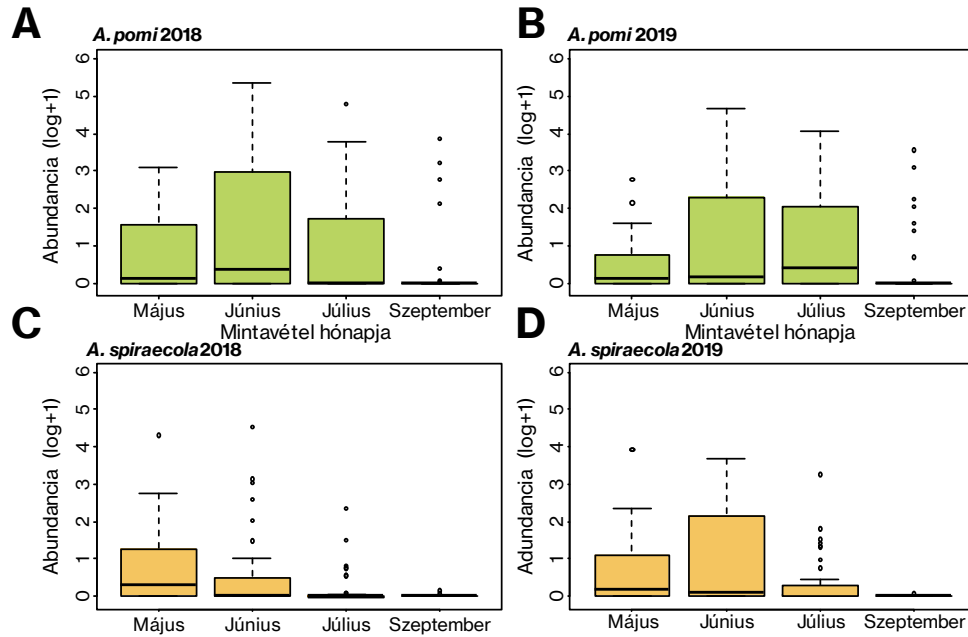 A
A. pomi 2018
Abundancia (log+1)
6
5
4
3
2
1
0
Május
Június
Július
Szeptember
Mintavétel hónapja
B
A. pomi 2019
Abundancia (log+1)
6
5
4
3
2
1
0
Május
Június
Július
Szeptember
C
A. spiraecola 2018
Abundancia (log+1)
6
5
4
3
2
1
0
Május
Június
Július
Szeptember
D
A. spiraecola 2019
Adundancia (log+1)
6
5
4
3
2
1
0
Május
Június
Július
Szeptember